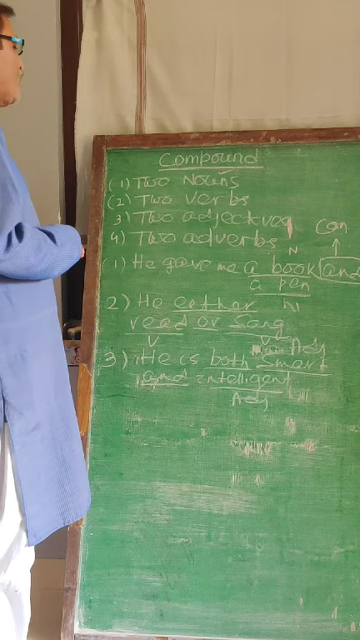 Compound
(1) Two Nouns
(2) Two verbs
3) Two adjectives
4) Two adverbs
Con
N
(1) He gave me a book and
a pen
N
2) He either
read or sang
V V
Adj
3) He is both smart
and intelligent
Adj